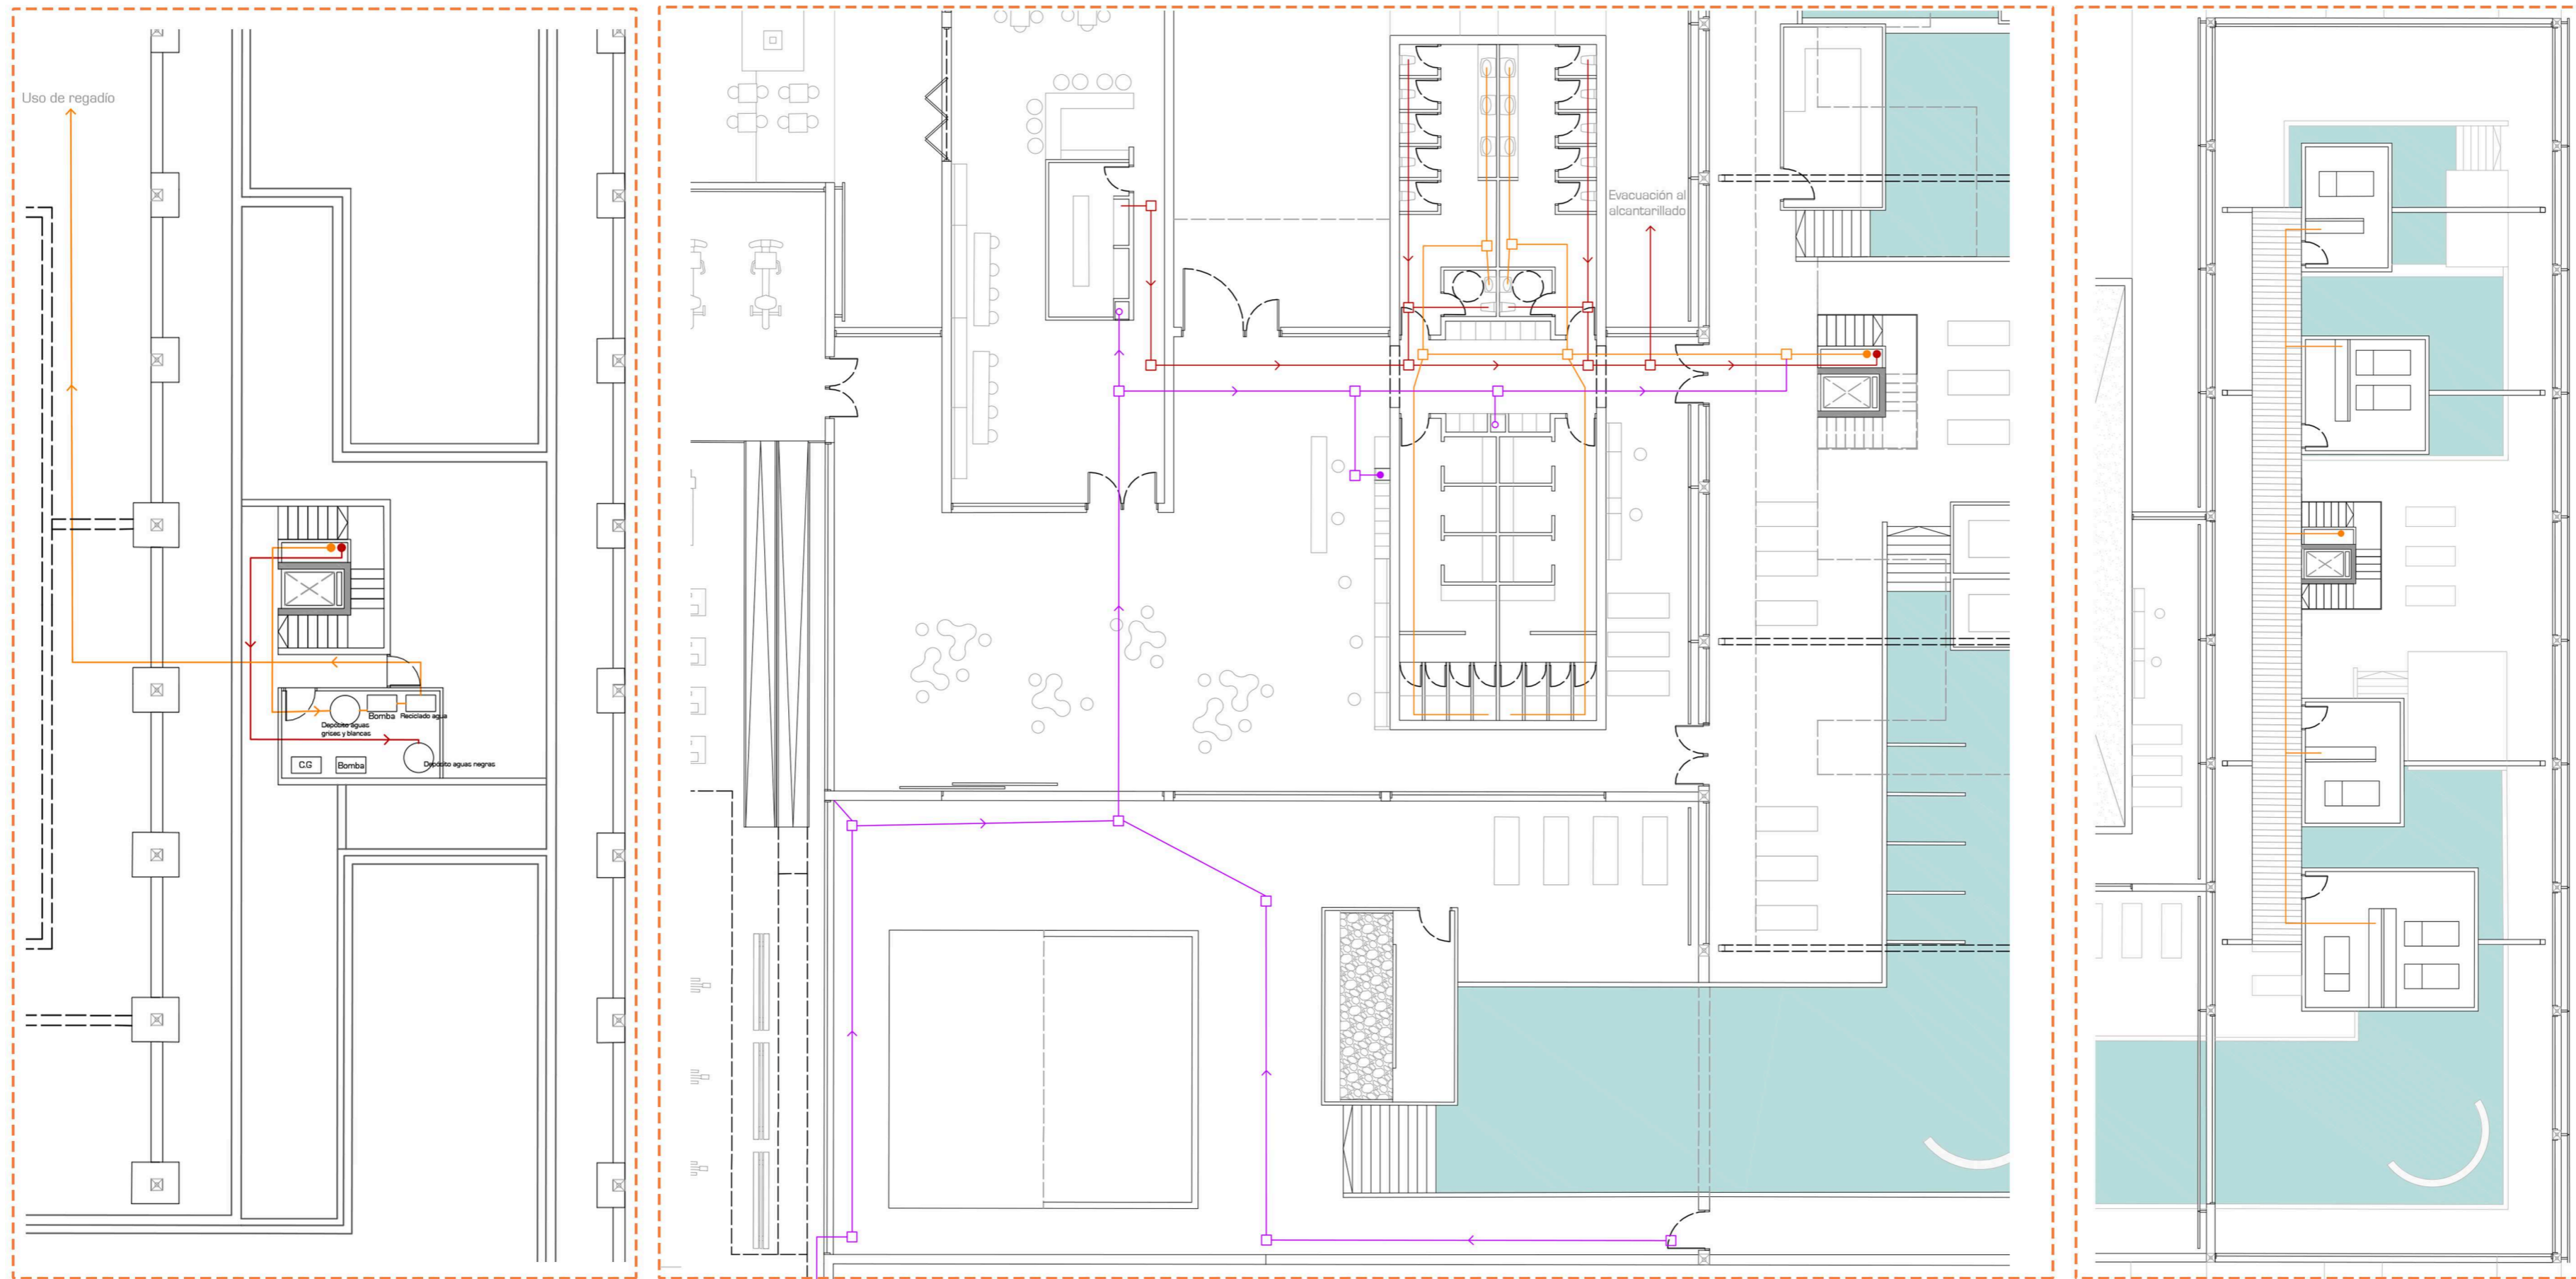 Uso de regadío
Evacuación al
alcantarillado
Bomba
Reciclado agua
Depósito aguas
grises y blancas
C.G
Bomba
Depósito aguas negras